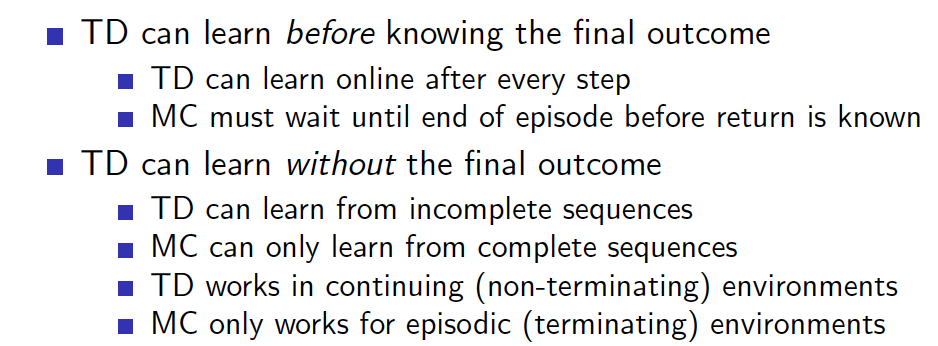 TD can learn before knowing the final outcome
TD can learn online after every step
MC must wait until end of episode before return is known
TD can learn without the final outcome
TD can learn from incomplete sequences
MC can only learn from complete sequences
TD works in continuing (non-terminating) environments
MC only works for episodic (terminating) environments